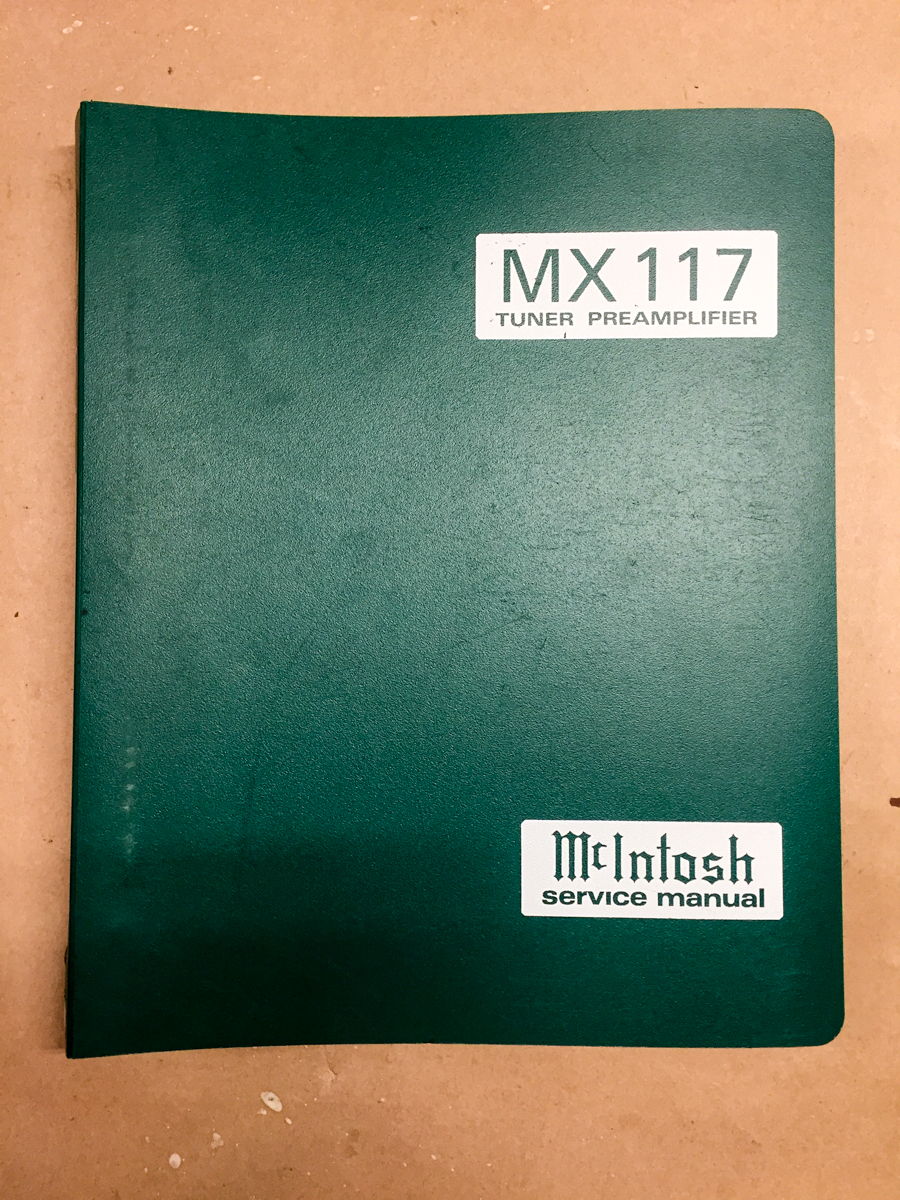 MX 117
TUNER PREAMPLIFIER
McIntosh
service manual